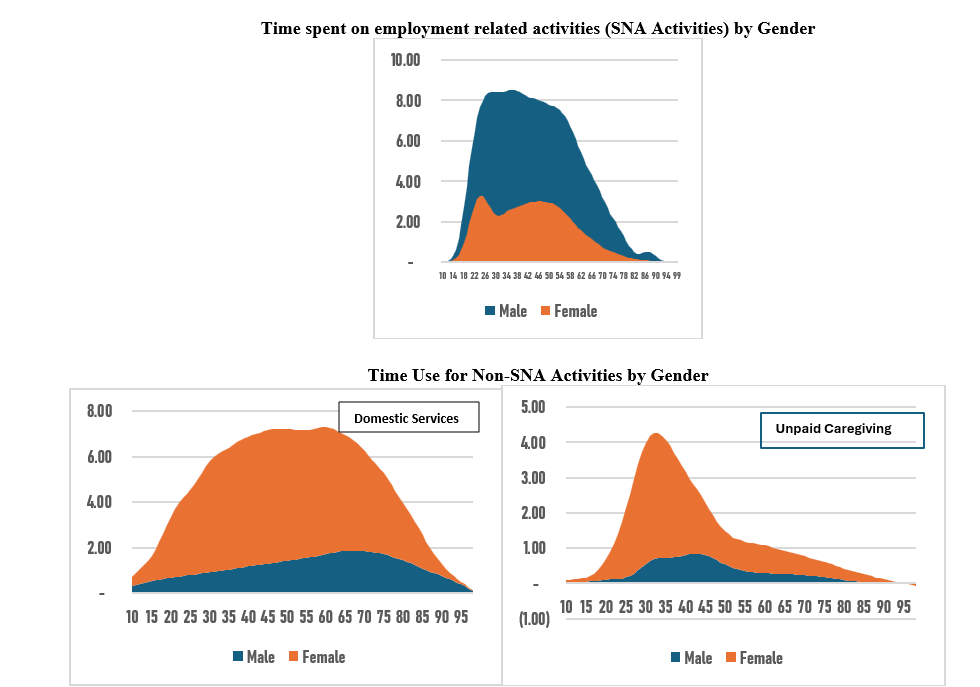 Time spent on employment related activities (SNA Activities) by Gender
10.00
8.00
6.00
4.00
2.00
-
10 14 18 22 26 30 34 38 42 46 50 54 58 62 66 70 74 78 82 86 90 94 99
Male Female
Time Use for Non-SNA Activities by Gender
Domestic Services
8.00
6.00
4.00
2.00
-
10 15 20 25 30 35 40 45 50 55 60 65 70 75 80 85 90 95
Male Female
Unpaid Caregiving
5.00
4.00
3.00
2.00
1.00
-
(1.00)
10 15 20 25 30 35 40 45 50 55 60 65 70 75 80 85 90 95
Male Female